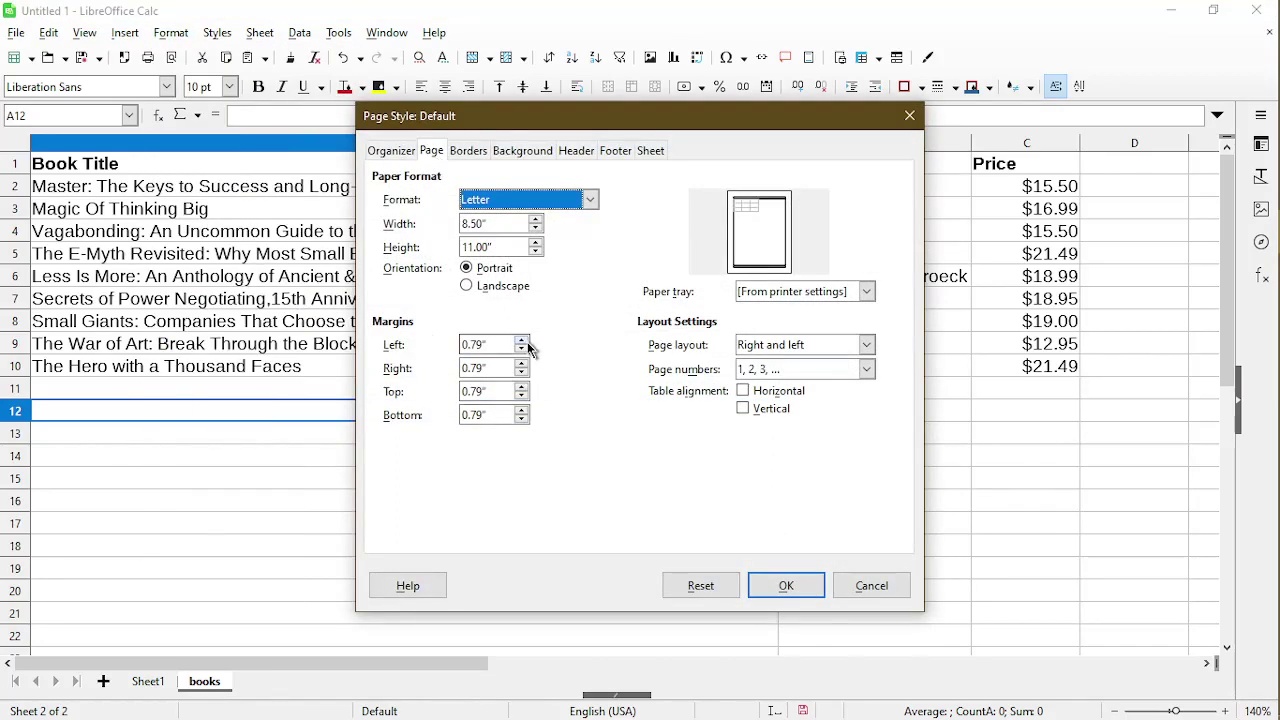 Untitled 1 - LibreOffice Calc
File Edit View Insert Format Styles Sheet Data Tools Window Help
Liberation Sans 10 pt
A12
Page Style: Default
Organizer Page Borders Background Header Footer Sheet
Paper Format
Format: Letter
Width: 8.50"
Height: 11.00"
Orientation: Portrait
Landscape
Paper tray: [From printer settings]
Margins
Left: 0.79"
Right: 0.79"
Top: 0.79"
Bottom: 0.79"
Layout Settings
Page layout: Right and left
Page numbers: 1, 2, 3, ...
Table alignment: Horizontal
Vertical
Help Reset OK Cancel
C D
1 Book Title Price
2 Master: The Keys to Success and Long- $15.50
3 Magic Of Thinking Big $16.99
4 Vagabonding: An Uncommon Guide to t $15.50
5 The E-Myth Revisited: Why Most Small B $21.49
6 Less Is More: An Anthology of Ancient & roeck $18.99
7 Secrets of Power Negotiating,15th Anniv $18.95
8 Small Giants: Companies That Choose t $19.00
9 The War of Art: Break Through the Block $12.95
10 The Hero with a Thousand Faces $21.49
11
12
13
14
15
16
17
18
19
20
21
22
Sheet1 books
Sheet 2 of 2 Default English (USA) Average: ; CountA: 0; Sum: 0 140%